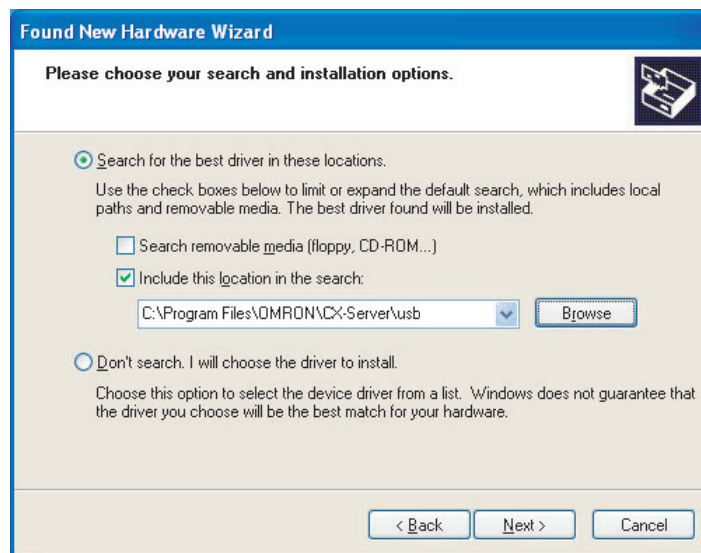 Found New Hardware Wizard
Please choose your search and installation options.
Search for the best driver in these locations.
Use the check boxes below to limit or expand the default search, which includes local
paths and removable media. The best driver found will be installed.
Search removable media (floppy, CD-ROM...)
Include this location in the search:
C:\Program Files\OMRON\CX-Server\usb
Browse
Don't search. I will choose the driver to install.
Choose this option to select the device driver from a list. Windows does not guarantee that
the driver you choose will be the best match for your hardware.
< Back
Next >
Cancel